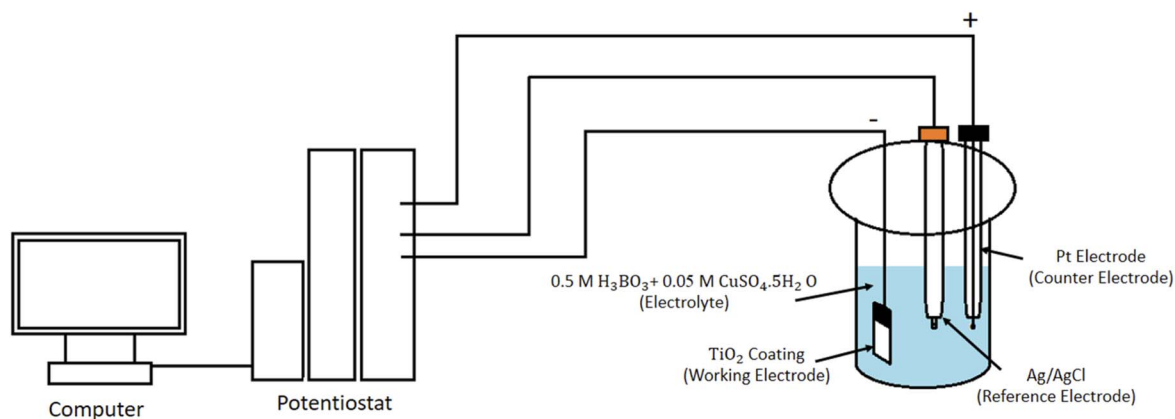 +
-
0.5 M H₃BO₃+ 0.05 M CuSO₄.5H₂ O
(Electrolyte)
Pt Electrode
(Counter Electrode)
TiO₂ Coating
(Working Electrode)
Ag/AgCl
(Reference Electrode)
Computer
Potentiostat